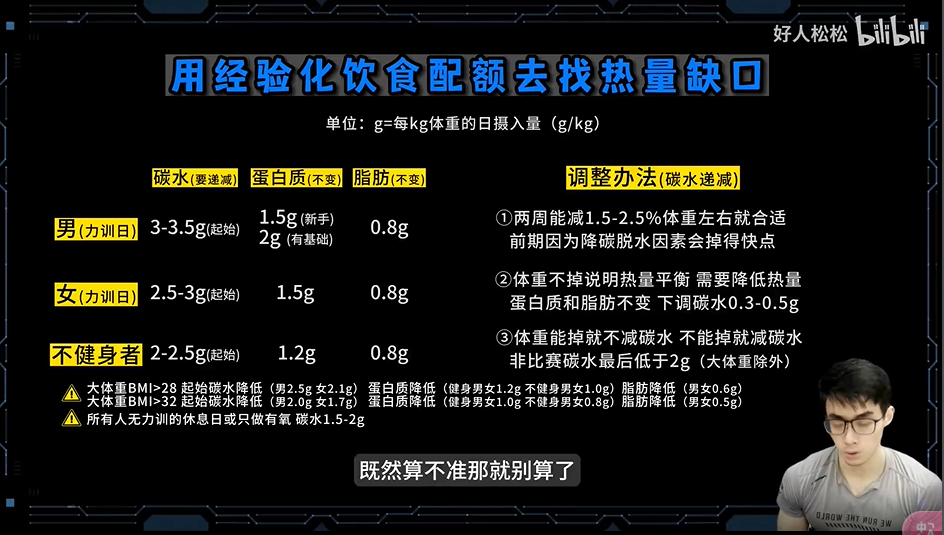 好人松松 bilibili
用经验化饮食配额去找热量缺口
单位：g=每kg体重的日摄入量（g/kg）
碳水(要递减) 蛋白质(不变) 脂肪(不变)
调整办法(碳水递减)
男(力训日) 3-3.5g(起始) 1.5g(新手) 2g (有基础) 0.8g
女(力训日) 2.5-3g(起始) 1.5g 0.8g
不健身者 2-2.5g(起始) 1.2g 0.8g
①两周能减1.5-2.5%体重左右就合适
前期因为降碳脱水因素会掉得快点
②体重不掉说明热量平衡 需要降低热量
蛋白质和脂肪不变 下调碳水0.3-0.5g
③体重能掉就不减碳水 不能掉就减碳水
非比赛碳水最后低于2g（大体重除外）
大体重BMI>28 起始碳水降低（男2.5g 女2.1g） 蛋白质降低（健身男女1.2g 不健身男女1.0g）脂肪降低（男女0.6g）
大体重BMI>32 起始碳水降低（男2.0g 女1.7g） 蛋白质降低（健身男女1.0g 不健身男女0.8g）脂肪降低（男女0.5g）
所有人无力训的休息日或只做有氧 碳水1.5-2g
既然算不准那就别算了
WE RUN THE WORLD
中